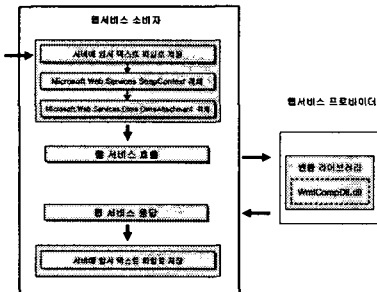 웹서비스 소비자
서버에 임시 텍스트 파일로 저장
Microsoft Web Services SoapContext 객체
Microsoft Web Services Dime DimeAttachment 객체
웹 서비스 호출
웹 서비스 응답
서버에 임시 텍스트 파일로 저장
웹서비스 프로바이더
변환 라이브러리
WmlCompDll.dll